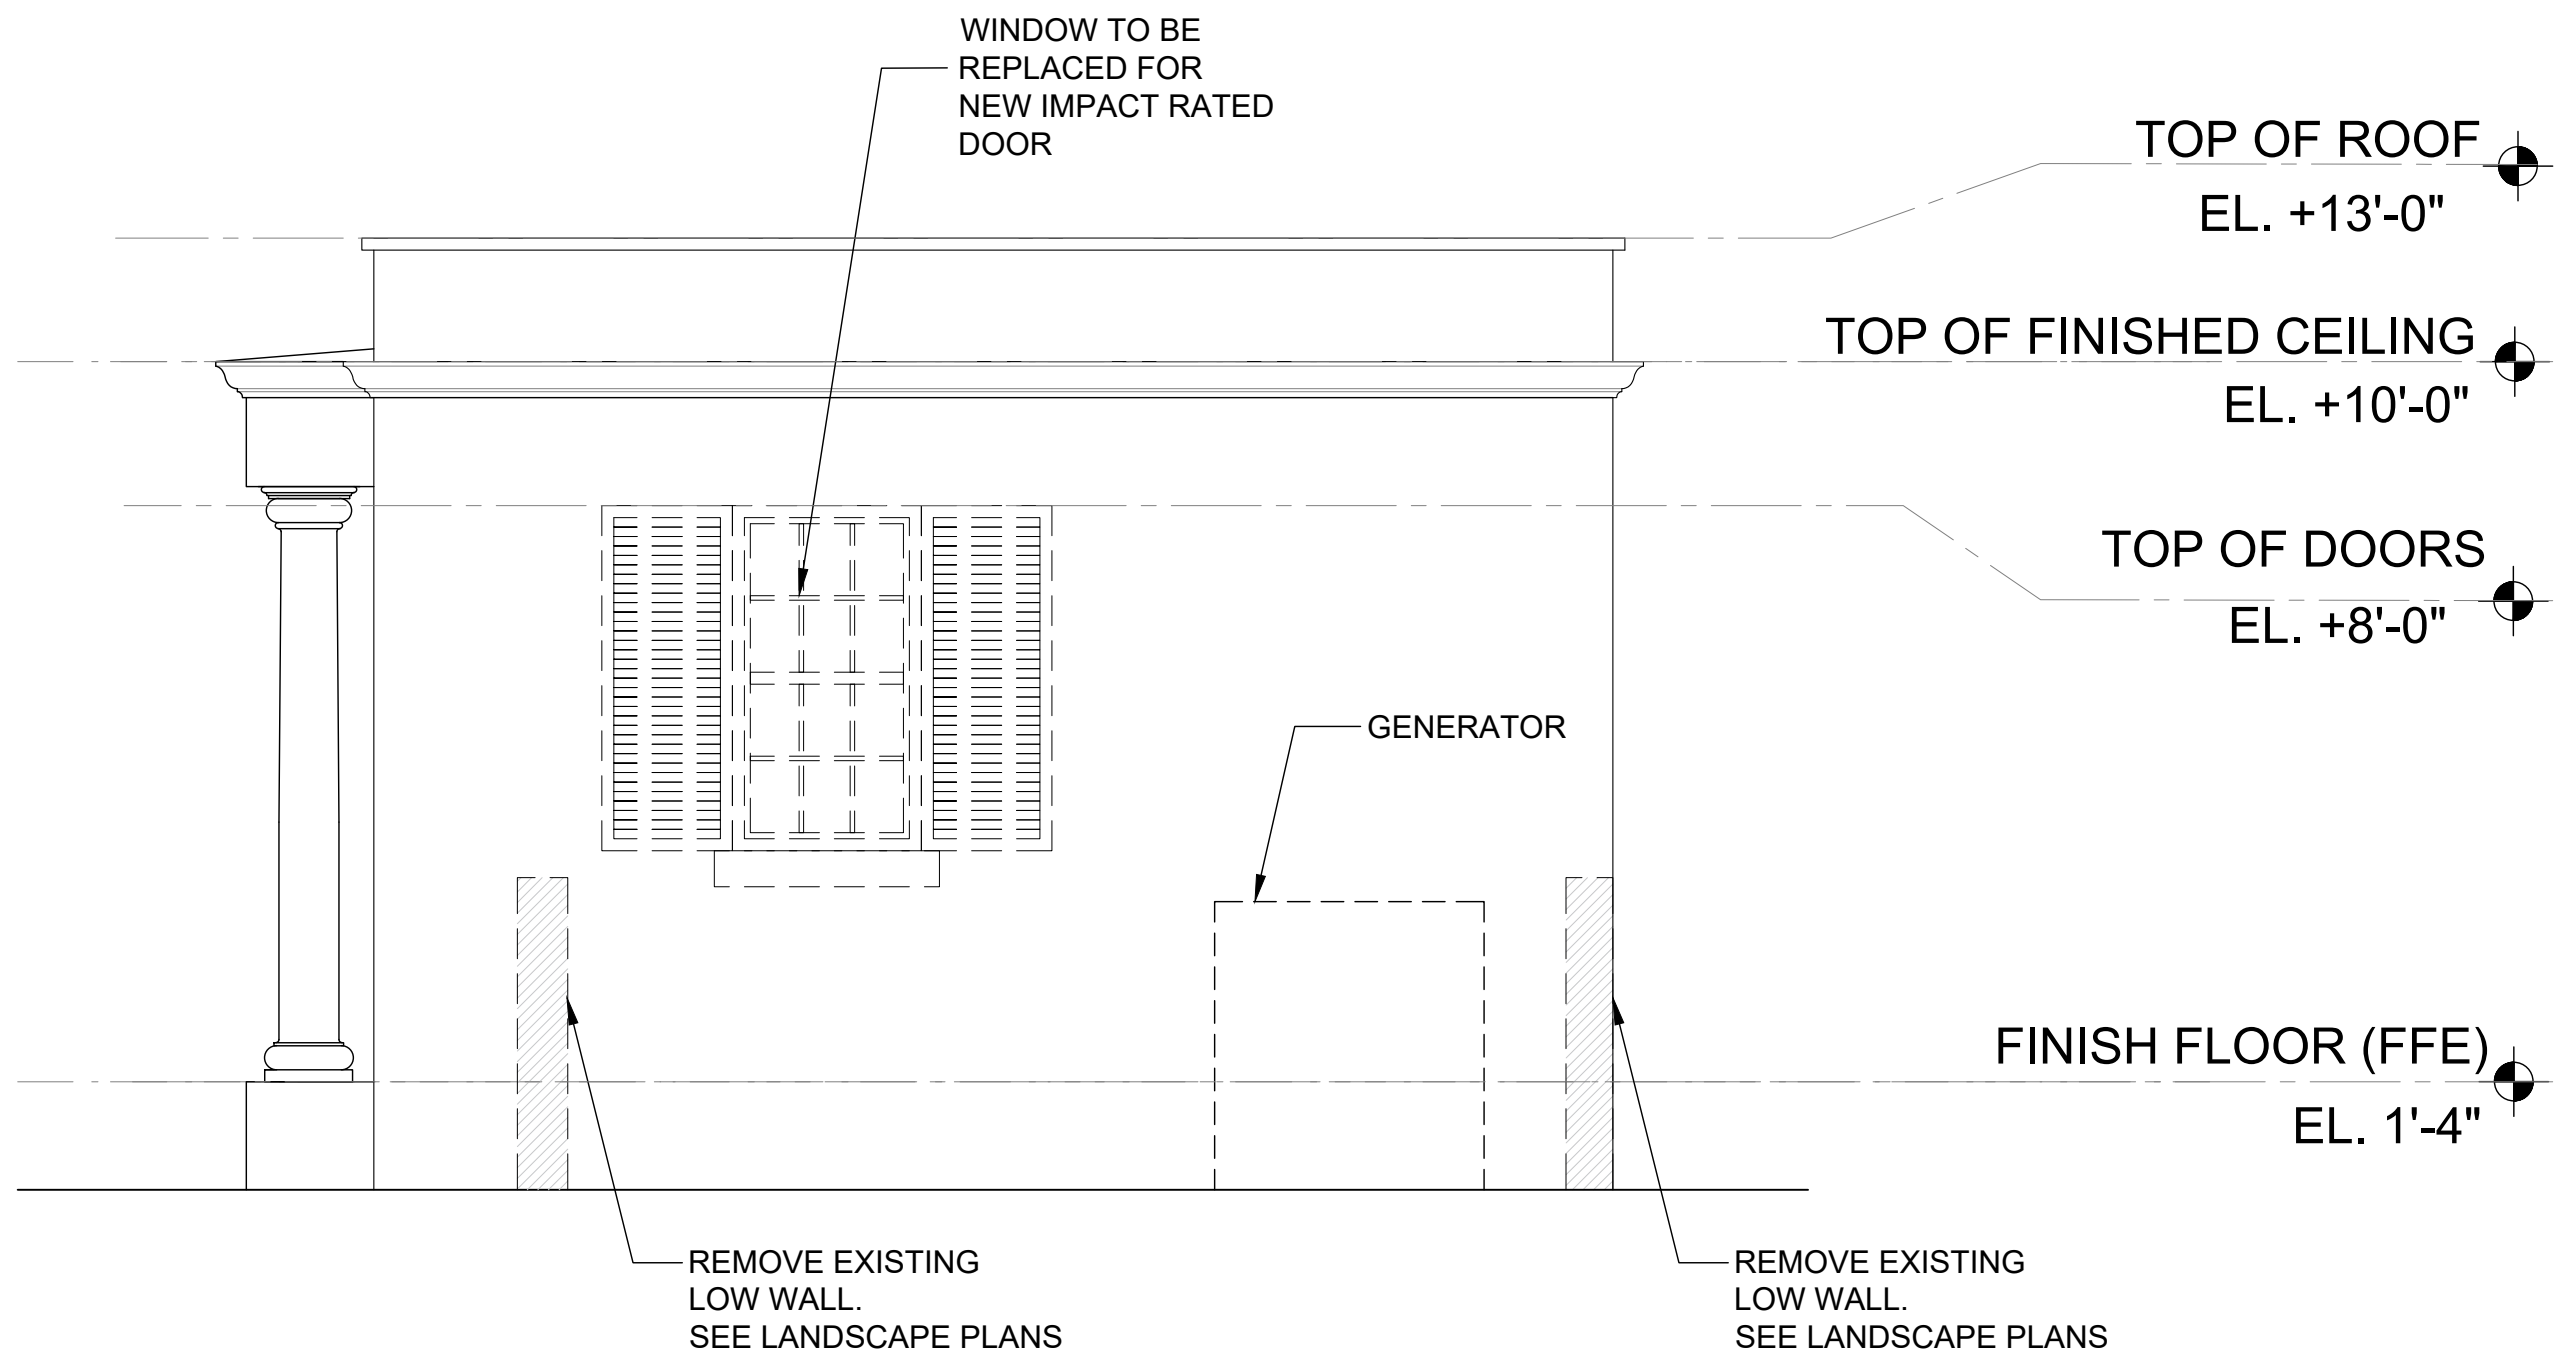 WINDOW TO BE
REPLACED FOR
NEW IMPACT RATED
DOOR
TOP OF ROOF
EL. +13'-0"
TOP OF FINISHED CEILING
EL. +10'-0"
TOP OF DOORS
EL. +8'-0"
GENERATOR
FINISH FLOOR (FFE)
EL. 1'-4"
REMOVE EXISTING
LOW WALL.
SEE LANDSCAPE PLANS
REMOVE EXISTING
LOW WALL.
SEE LANDSCAPE PLANS